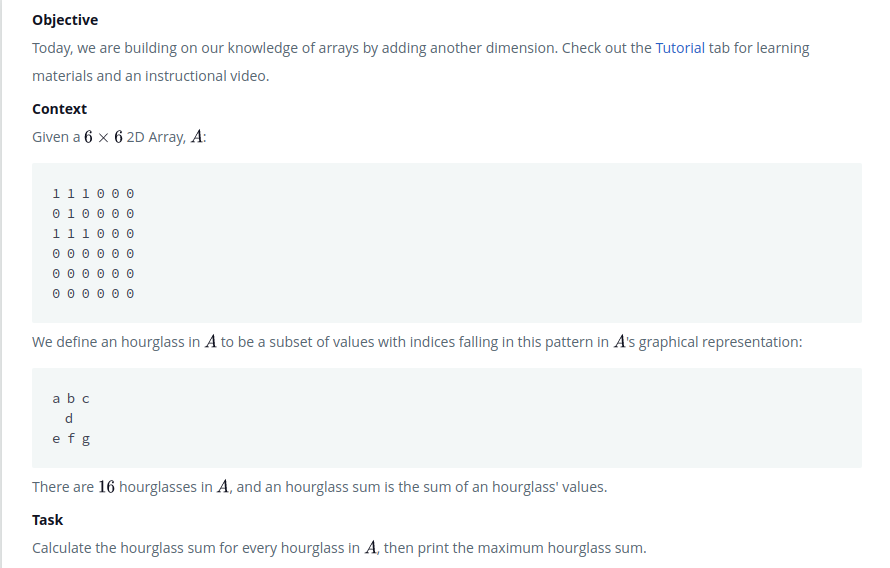 Objective
Today, we are building on our knowledge of arrays by adding another dimension. Check out the Tutorial tab for learning
materials and an instructional video.
Context
Given a 6 × 6 2D Array, A:
1 1 1 0 0 0
0 1 0 0 0 0
1 1 1 0 0 0
0 0 0 0 0 0
0 0 0 0 0 0
0 0 0 0 0 0
We define an hourglass in A to be a subset of values with indices falling in this pattern in A's graphical representation:
a b c
d
e f g
There are 16 hourglasses in A, and an hourglass sum is the sum of an hourglass' values.
Task
Calculate the hourglass sum for every hourglass in A, then print the maximum hourglass sum.